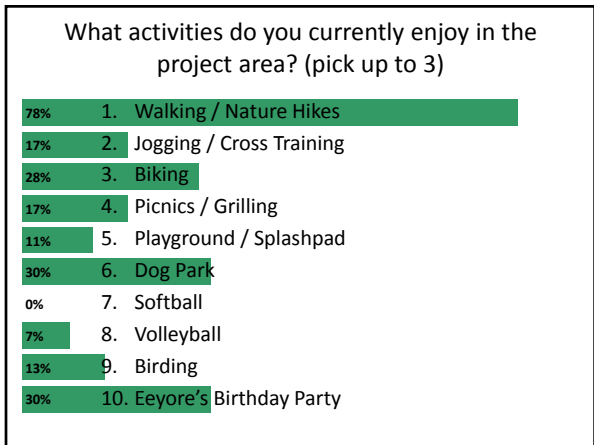 What activities do you currently enjoy in the
project area? (pick up to 3)
78% 1. Walking / Nature Hikes
17% 2. Jogging / Cross Training
28% 3. Biking
17% 4. Picnics / Grilling
11% 5. Playground / Splashpad
30% 6. Dog Park
0% 7. Softball
7% 8. Volleyball
13% 9. Birding
30% 10. Eeyore's Birthday Party